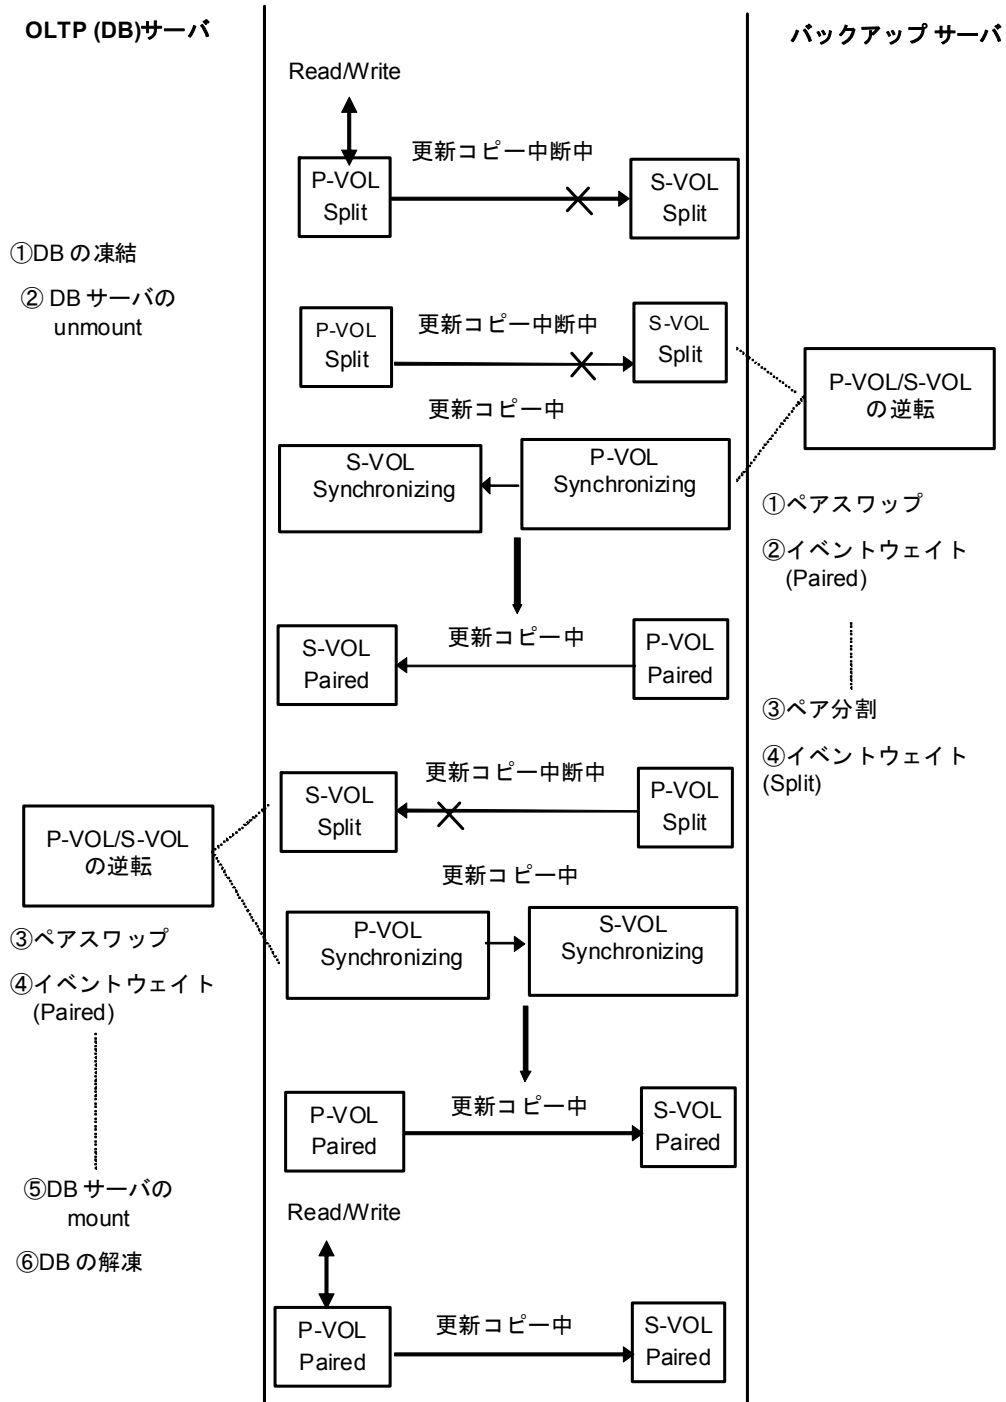 OLTP (DB)サーバ
バックアップ サーバ
Read/Write
更新コピー中断中
P-VOL
Split
S-VOL
Split
①DB の凍結
② DB サーバの
unmount
更新コピー中断中
P-VOL
Split
S-VOL
Split
P-VOL/S-VOL
の逆転
更新コピー中
S-VOL
Synchronizing
P-VOL
Synchronizing
①ペアスワップ
②イベントウェイト
(Paired)
更新コピー中
S-VOL
Paired
P-VOL
Paired
③ペア分割
④イベントウェイト
(Split)
更新コピー中断中
S-VOL
Split
P-VOL
Split
P-VOL/S-VOL
の逆転
更新コピー中
P-VOL
Synchronizing
S-VOL
Synchronizing
③ペアスワップ
④イベントウェイト
(Paired)
更新コピー中
P-VOL
Paired
S-VOL
Paired
⑤DB サーバの
mount
Read/Write
⑥DB の解凍
更新コピー中
P-VOL
Paired
S-VOL
Paired